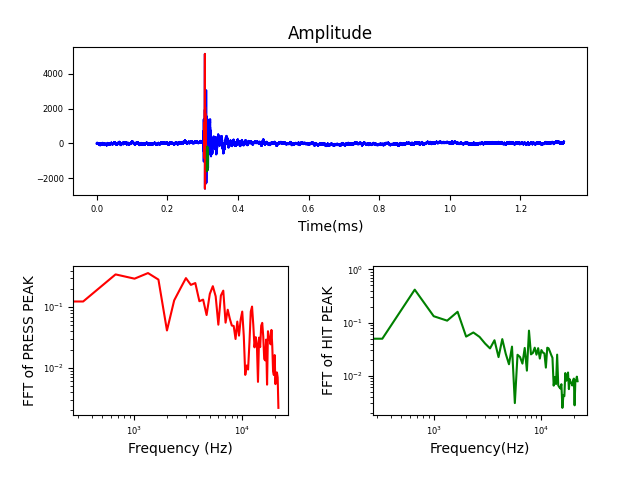 Amplitude
4000
2000
0
−2000
0.0 0.2 0.4 0.6 0.8 1.0 1.2
Time(ms)
FFT of PRESS PEAK
10⁻¹
10⁻²
10³ 10⁴
Frequency (Hz)
FFT of HIT PEAK
10⁰
10⁻¹
10⁻²
10³ 10⁴
Frequency(Hz)